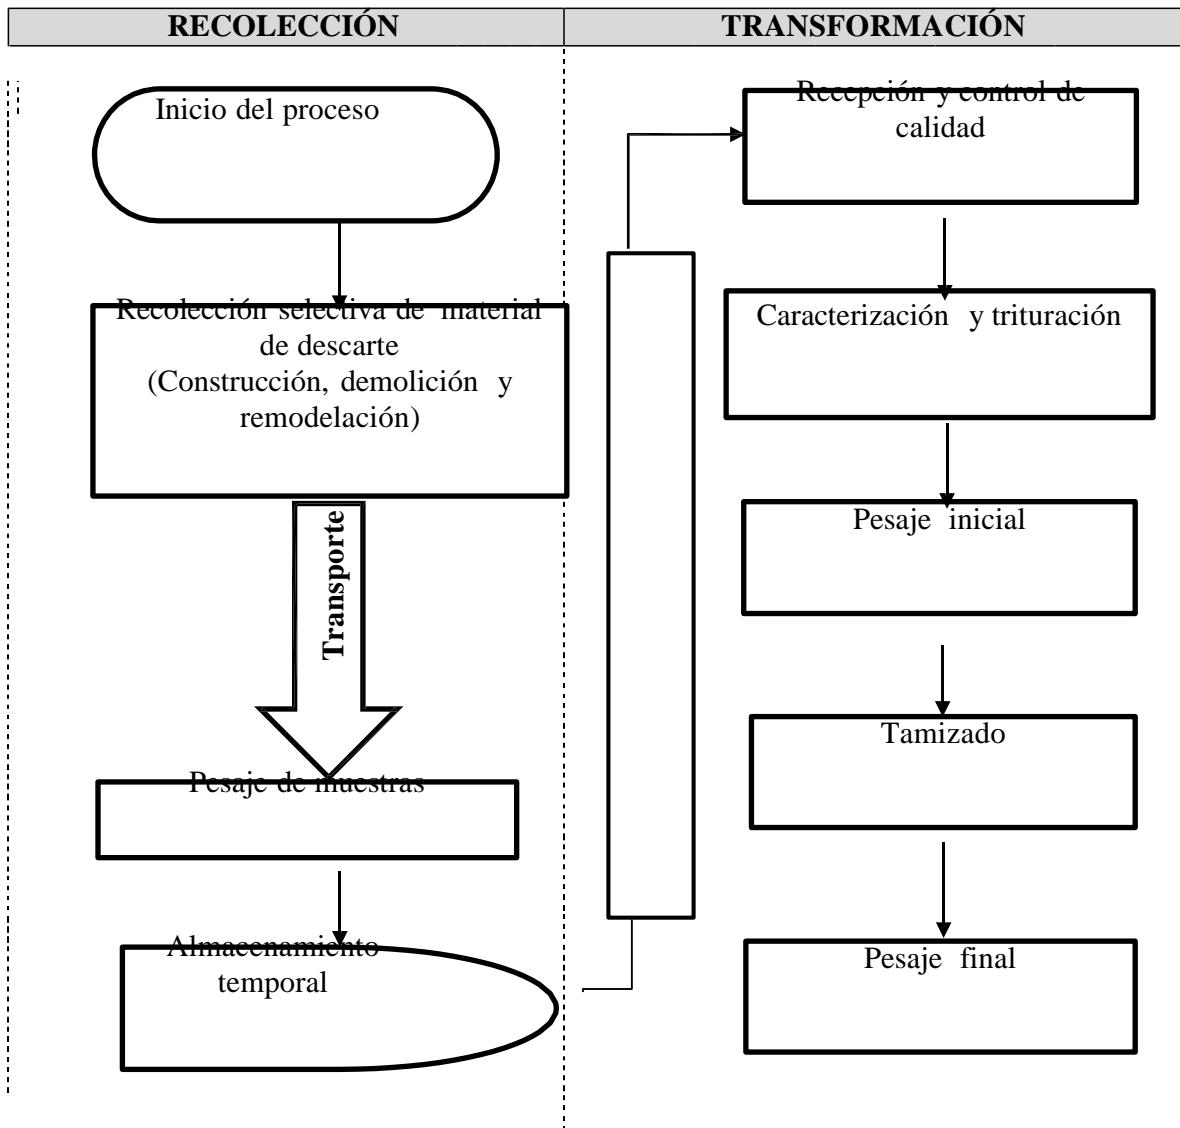 RECOLECCIÓN
TRANSFORMACIÓN
Inicio del proceso
Recolección selectiva de material
de descarte
(Construcción, demolición y
remodelación)
Transporte
Pesaje de muestras
Almacenamiento
temporal
Recepción y control de
calidad
Caracterización y trituración
Pesaje inicial
Tamizado
Pesaje final